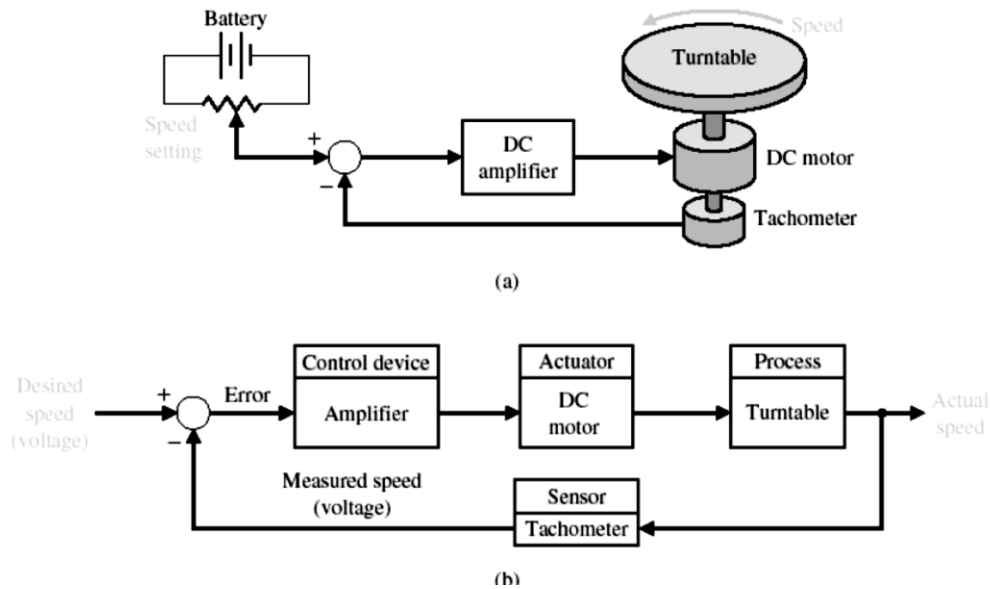 Battery
Speed
Turntable
Speed
setting
+
−
DC
amplifier
DC motor
Tachometer
(a)
Control device
Amplifier
Actuator
DC
motor
Process
Turntable
Desired
speed
(voltage)
+
−
Error
Actual
speed
Measured speed
(voltage)
Sensor
Tachometer
(b)